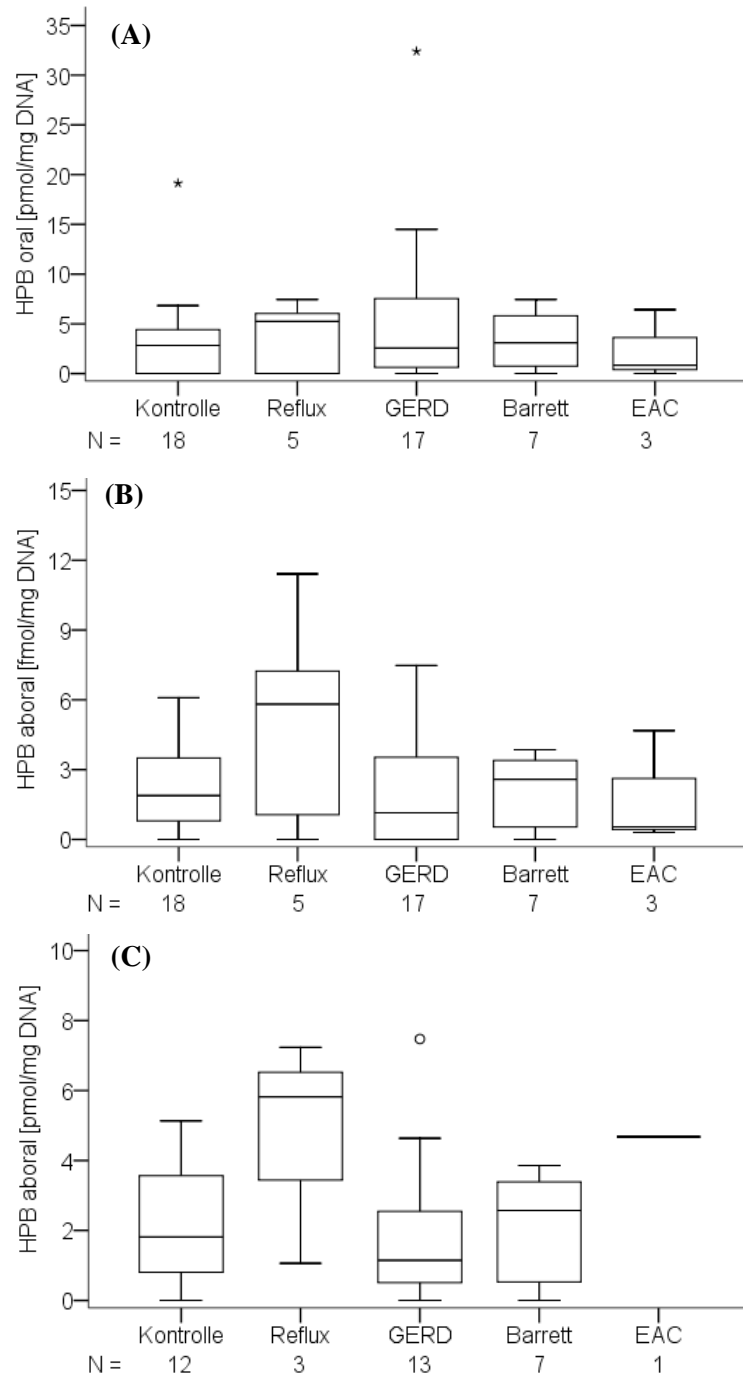 (A)
HPB oral [pmol/mg DNA]
35
30
25
20
15
10
5
0
Kontrolle Reflux GERD Barrett EAC
N = 18 5 17 7 3
(B)
HPB aboral [fmol/mg DNA]
15
12
9
6
3
0
Kontrolle Reflux GERD Barrett EAC
N = 18 5 17 7 3
(C)
HPB aboral [pmol/mg DNA]
10
8
6
4
2
0
Kontrolle Reflux GERD Barrett EAC
N = 12 3 13 7 1